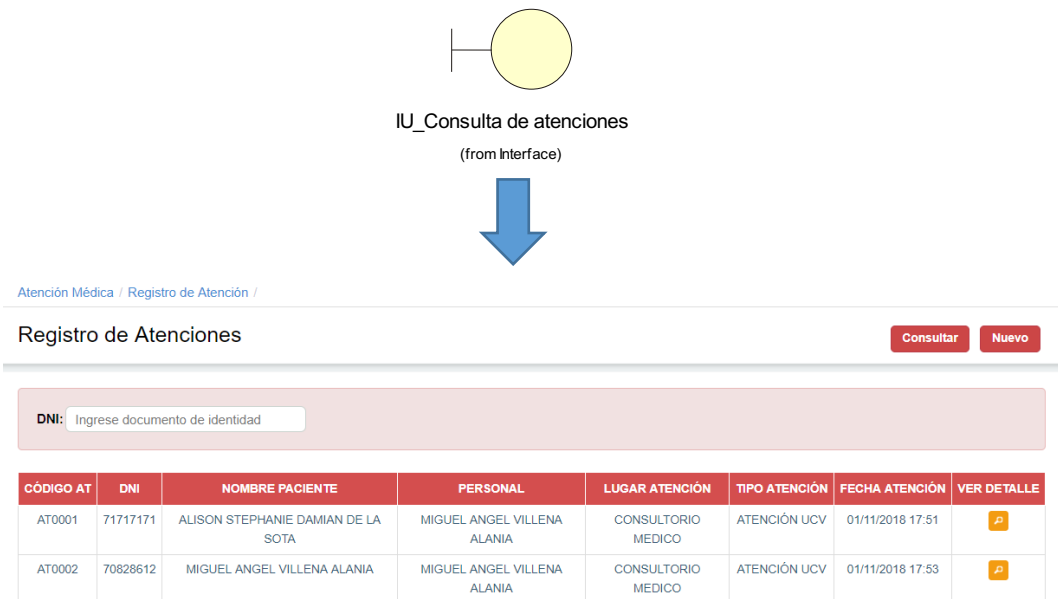 IU_Consulta de atenciones
(from Interface)
Atención Médica / Registro de Atención /
Registro de Atenciones
Consultar
Nuevo
DNI: Ingrese documento de identidad
CÓDIGO AT DNI NOMBRE PACIENTE PERSONAL LUGAR ATENCIÓN TIPO ATENCIÓN FECHA ATENCIÓN VER DETALLE
AT0001 71717171 ALISON STEPHANIE DAMIAN DE LA MIGUEL ANGEL VILLENA CONSULTORIO ATENCIÓN UCV 01/11/2018 17:51
SOTA ALANIA MEDICO
AT0002 70828612 MIGUEL ANGEL VILLENA ALANIA MIGUEL ANGEL VILLENA CONSULTORIO ATENCIÓN UCV 01/11/2018 17:53
ALANIA MEDICO